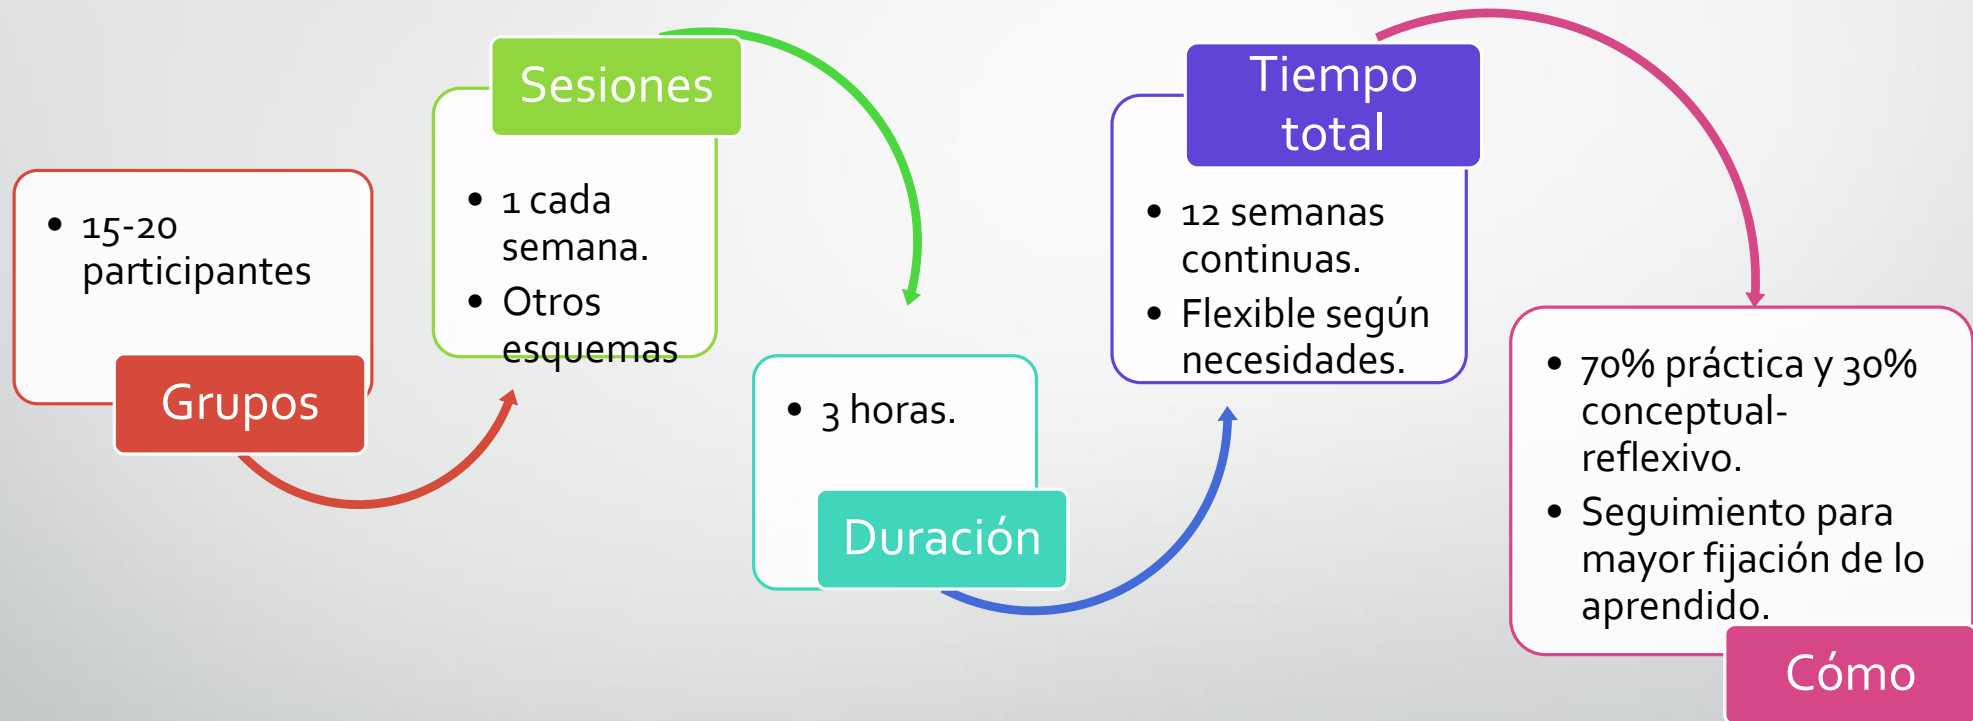 15-20
participantes
Grupos
Sesiones
1 cada
semana.
Otros
esquemas
3 horas.
Duración
Tiempo
total
12 semanas
continuas.
Flexible según
necesidades.
70% práctica y 30%
conceptual-
reflexivo.
Seguimiento para
mayor fijación de lo
aprendido.
Cómo